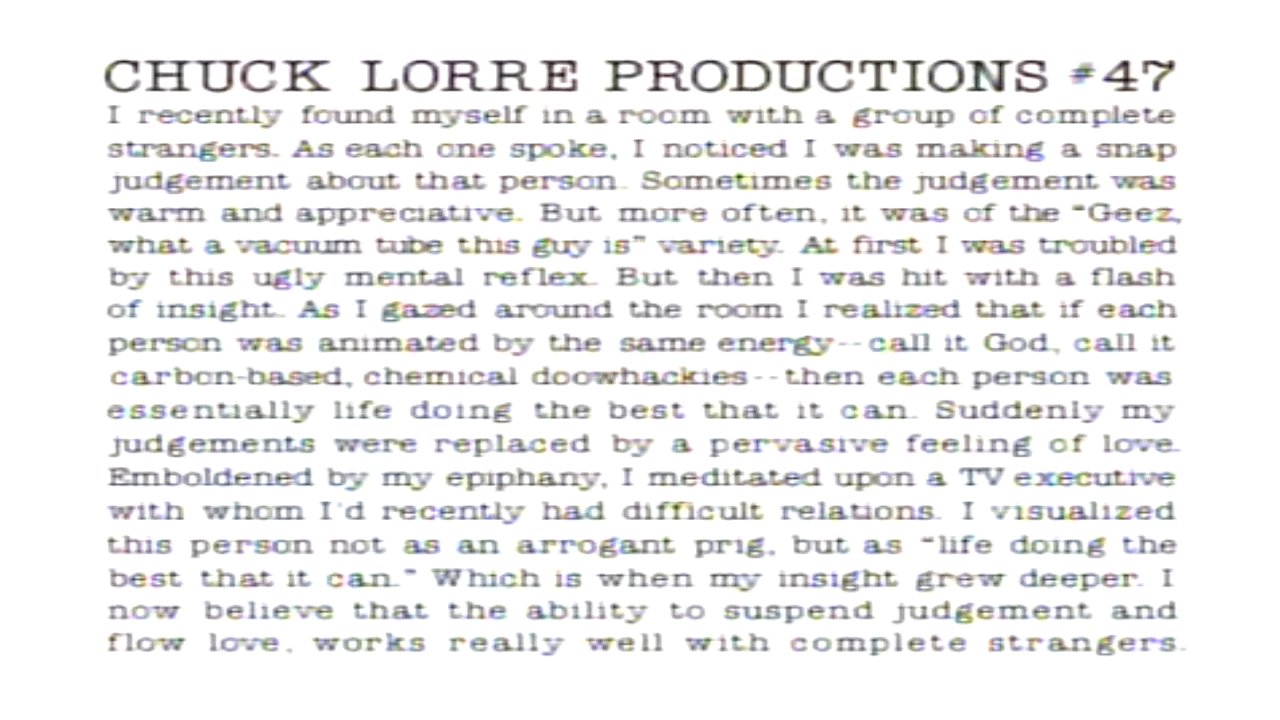 CHUCK LORRE PRODUCTIONS #47
I recently found myself in a room with a group of complete
strangers. As each one spoke, I noticed I was making a snap
judgement about that person. Sometimes the judgement was
warm and appreciative. But more often, it was of the "Geez,
what a vacuum tube this guy is" variety. At first I was troubled
by this ugly mental reflex. But then I was hit with a flash
of insight. As I gazed around the room I realized that if each
person was animated by the same energy--call it God, call it
carbon-based, chemical doowhackies--then each person was
essentially life doing the best that it can. Suddenly my
judgements were replaced by a pervasive feeling of love.
Emboldened by my epiphany, I meditated upon a TV executive
with whom I'd recently had difficult relations. I visualized
this person not as an arrogant prig, but as "life doing the
best that it can." Which is when my insight grew deeper. I
now believe that the ability to suspend judgement and
flow love, works really well with complete strangers.